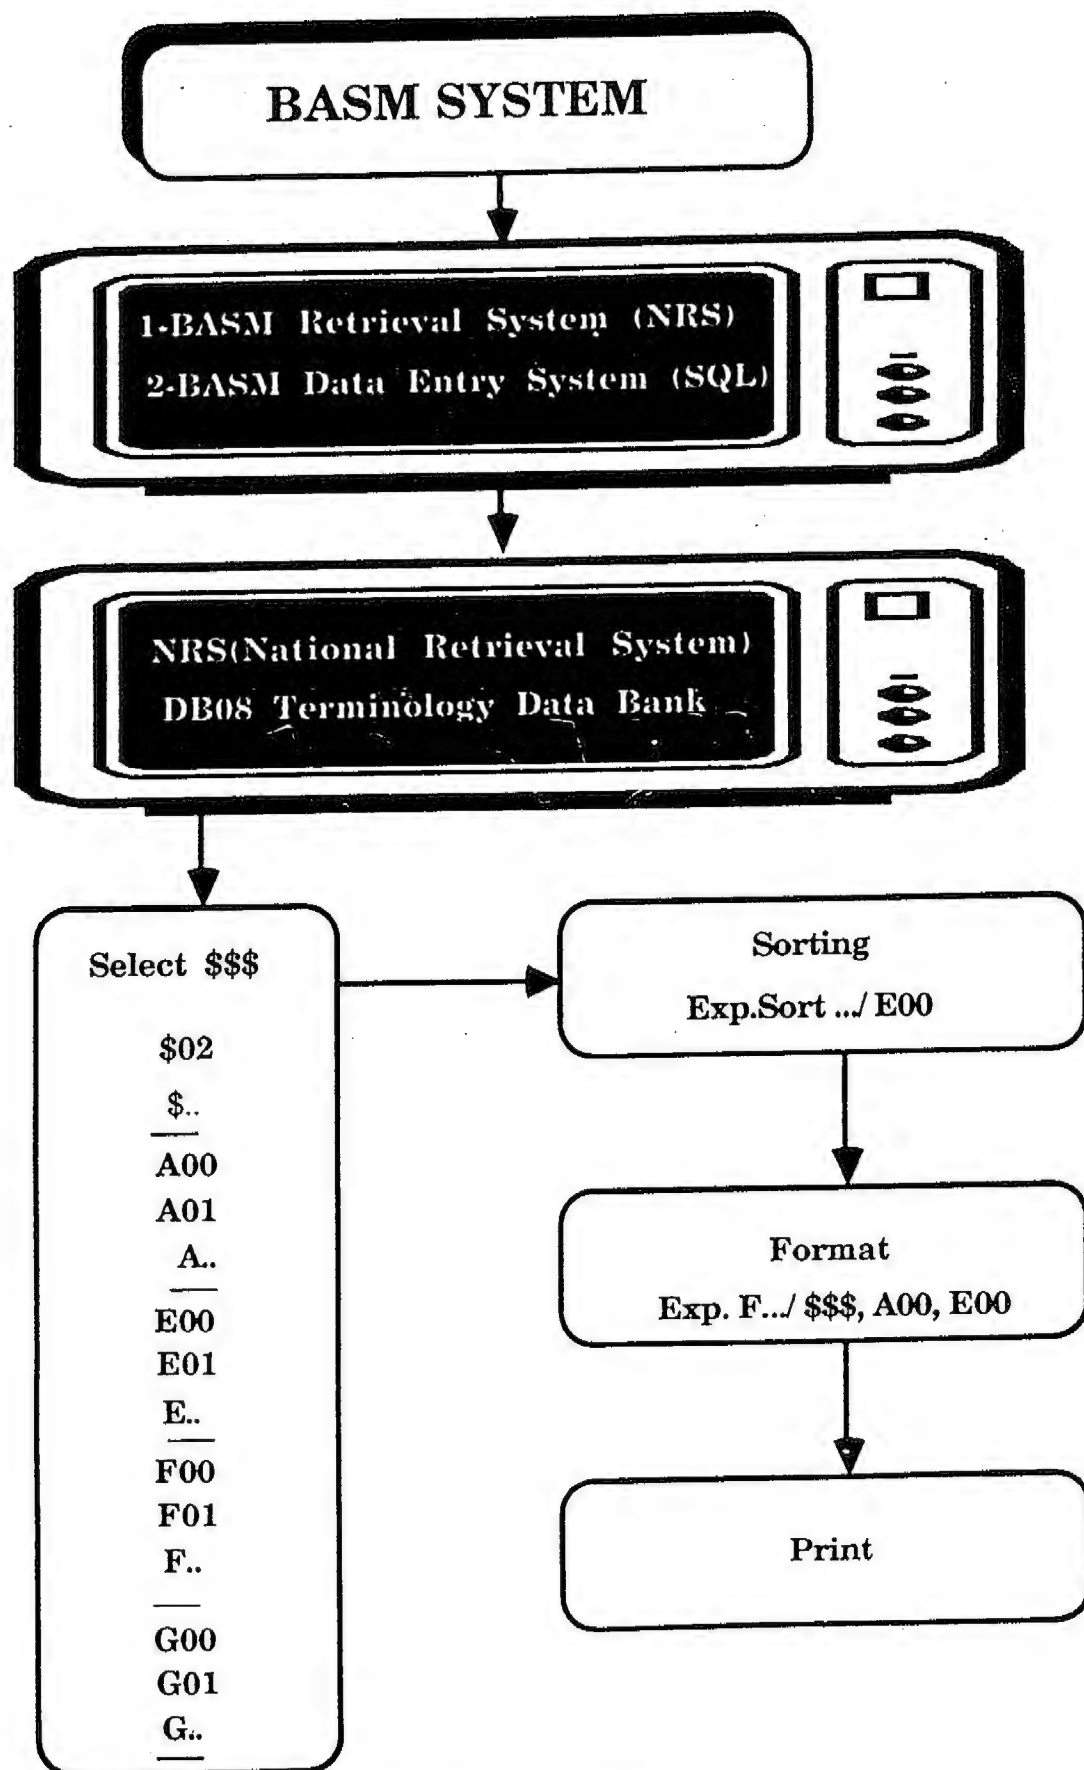 BASM SYSTEM
1-BASM Retrieval System (NRS)
2-BASM Data Entry System (SQL)
NRS(National Retrieval System)
DB08 Terminology Data Bank
Select $$$
$02
$..
A00
A01
A..
E00
E01
E..
F00
F01
F..
G00
G01
G..
Sorting
Exp.Sort .../ E00
Format
Exp. F.../ $$$, A00, E00
Print